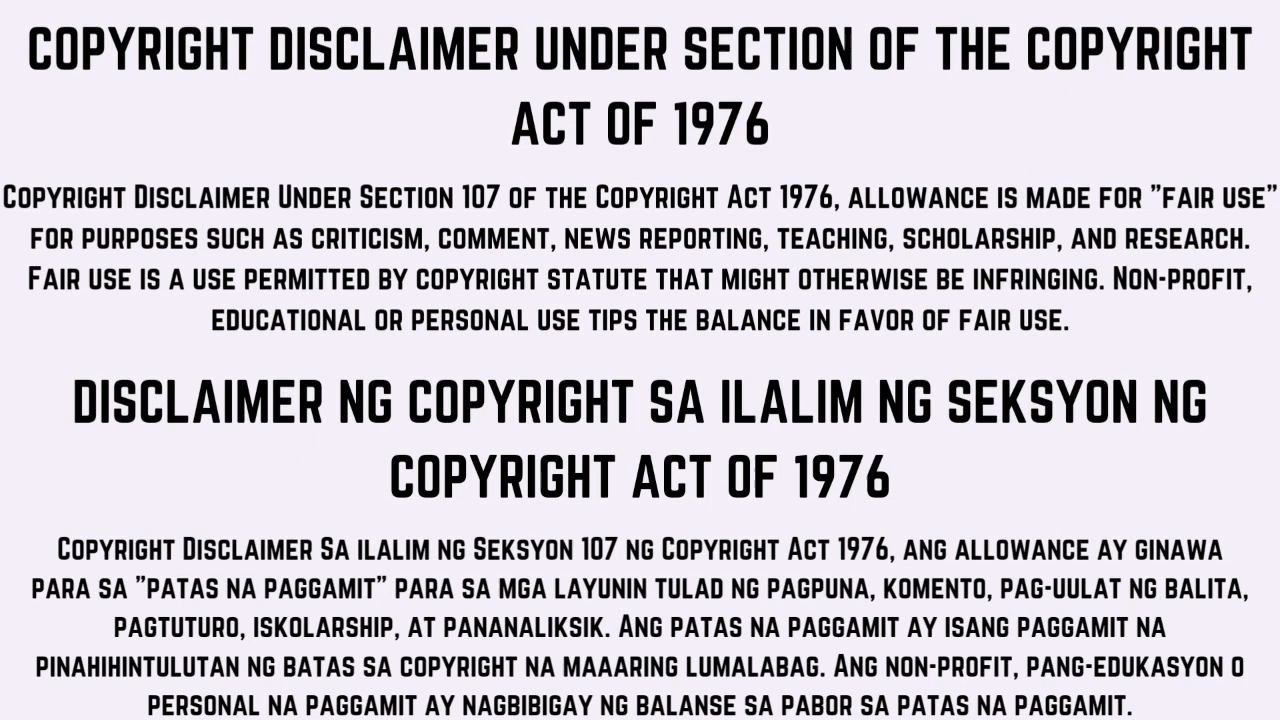 COPYRIGHT DISCLAIMER UNDER SECTION OF THE COPYRIGHT
ACT OF 1976
COPYRIGHT DISCLAIMER UNDER SECTION 107 OF THE COPYRIGHT ACT 1976, ALLOWANCE IS MADE FOR "FAIR USE"
FOR PURPOSES SUCH AS CRITICISM, COMMENT, NEWS REPORTING, TEACHING, SCHOLARSHIP, AND RESEARCH.
FAIR USE IS A USE PERMITTED BY COPYRIGHT STATUTE THAT MIGHT OTHERWISE BE INFRINGING. NON-PROFIT,
EDUCATIONAL OR PERSONAL USE TIPS THE BALANCE IN FAVOR OF FAIR USE.
DISCLAIMER NG COPYRIGHT SA ILALIM NG SEKSYON NG
COPYRIGHT ACT OF 1976
COPYRIGHT DISCLAIMER SA ILALIM NG SEKSYON 107 NG COPYRIGHT ACT 1976, ANG ALLOWANCE AY GINAWA
PARA SA "PATAS NA PAGGAMIT" PARA SA MGA LAYUNIN TULAD NG PAGPUNA, KOMENTO, PAG-UULAT NG BALITA,
PAGTUTURO, ISKOLARSHIP, AT PANANALIKSIK. ANG PATAS NA PAGGAMIT AY ISANG PAGGAMIT NA
PINAHIHINTULUTAN NG BATAS SA COPYRIGHT NA MAAARING LUMALABAG. ANG NON-PROFIT, PANG-EDUKASYON O
PERSONAL NA PAGGAMIT AY NAGBIBIGAY NG BALANSE SA PABOR SA PATAS NA PAGGAMIT.